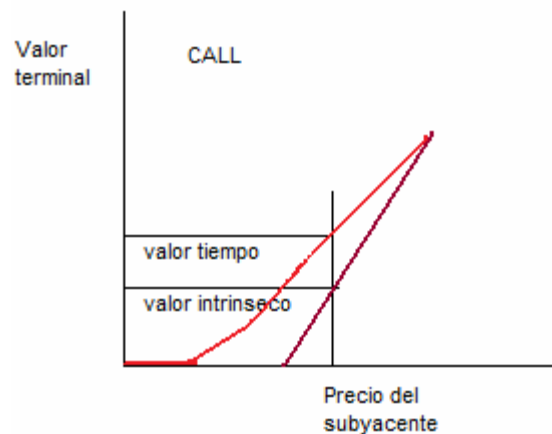 Valor
terminal
CALL
valor tiempo
valor intrinseco
Precio del
subyacente